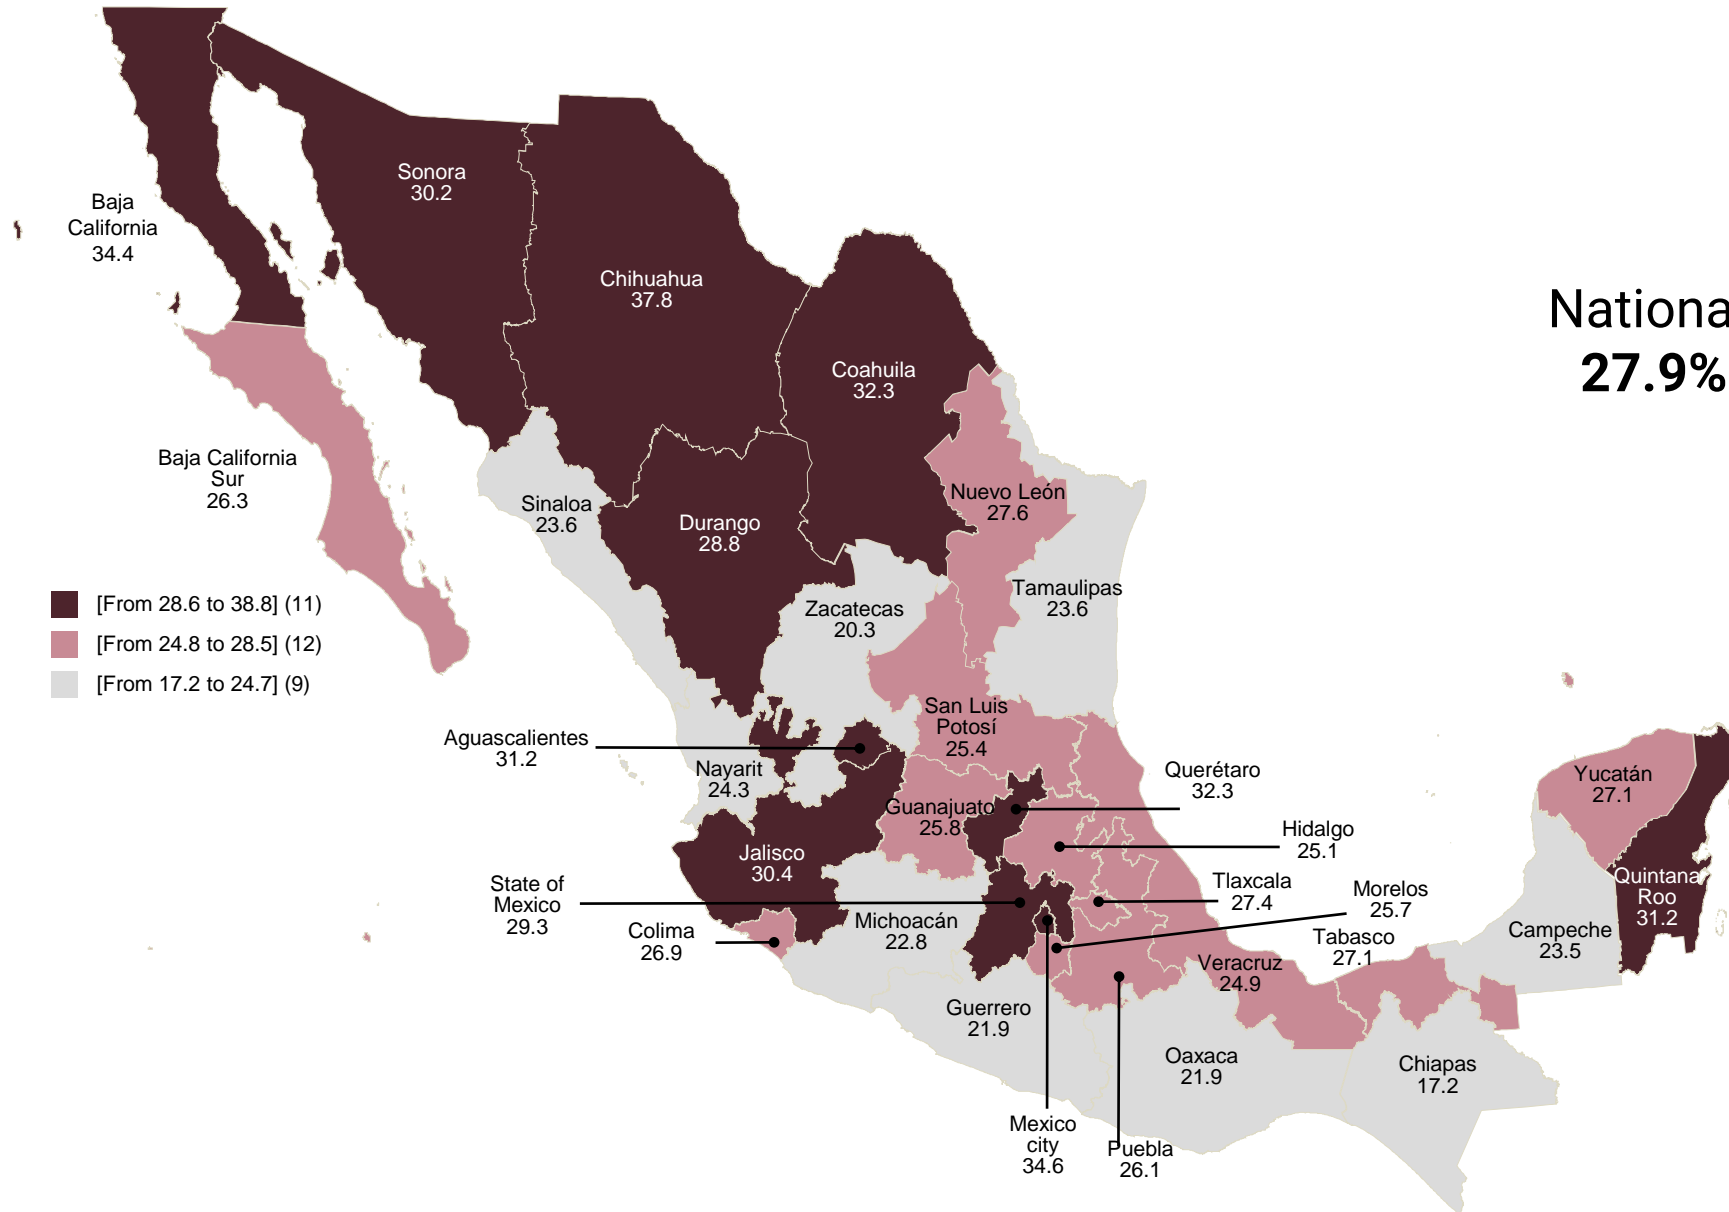 Sonora
30.2
Baja
California
34.4
Chihuahua
37.8
National
27.9%
Coahuila
32.3
Baja California
Sur
26.3
Sinaloa
23.6
Nuevo León
27.6
Durango
28.8
Tamaulipas
23.6
Zacatecas
20.3
[From 28.6 to 38.8] (11)
[From 24.8 to 28.5] (12)
[From 17.2 to 24.7] (9)
San Luis
Potosí
25.4
Aguascalientes
31.2
Nayarit
24.3
Querétaro
32.3
Yucatán
27.1
Guanajuato
25.8
Hidalgo
25.1
Jalisco
30.4
State of
Mexico
29.3
Tlaxcala
27.4
Morelos
25.7
Quintana
Roo
31.2
Colima
26.9
Michoacán
22.8
Tabasco
27.1
Campeche
23.5
Veracruz
24.9
Guerrero
21.9
Oaxaca
21.9
Chiapas
17.2
Mexico
city
34.6
Puebla
26.1